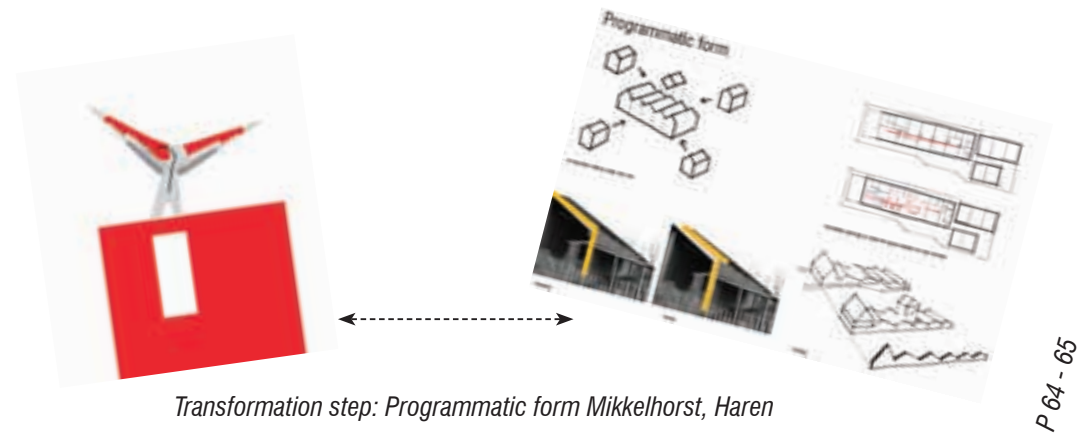 Programmatic form
Transformation step: Programmatic form Mikkelhorst, Haren
P 64 - 65